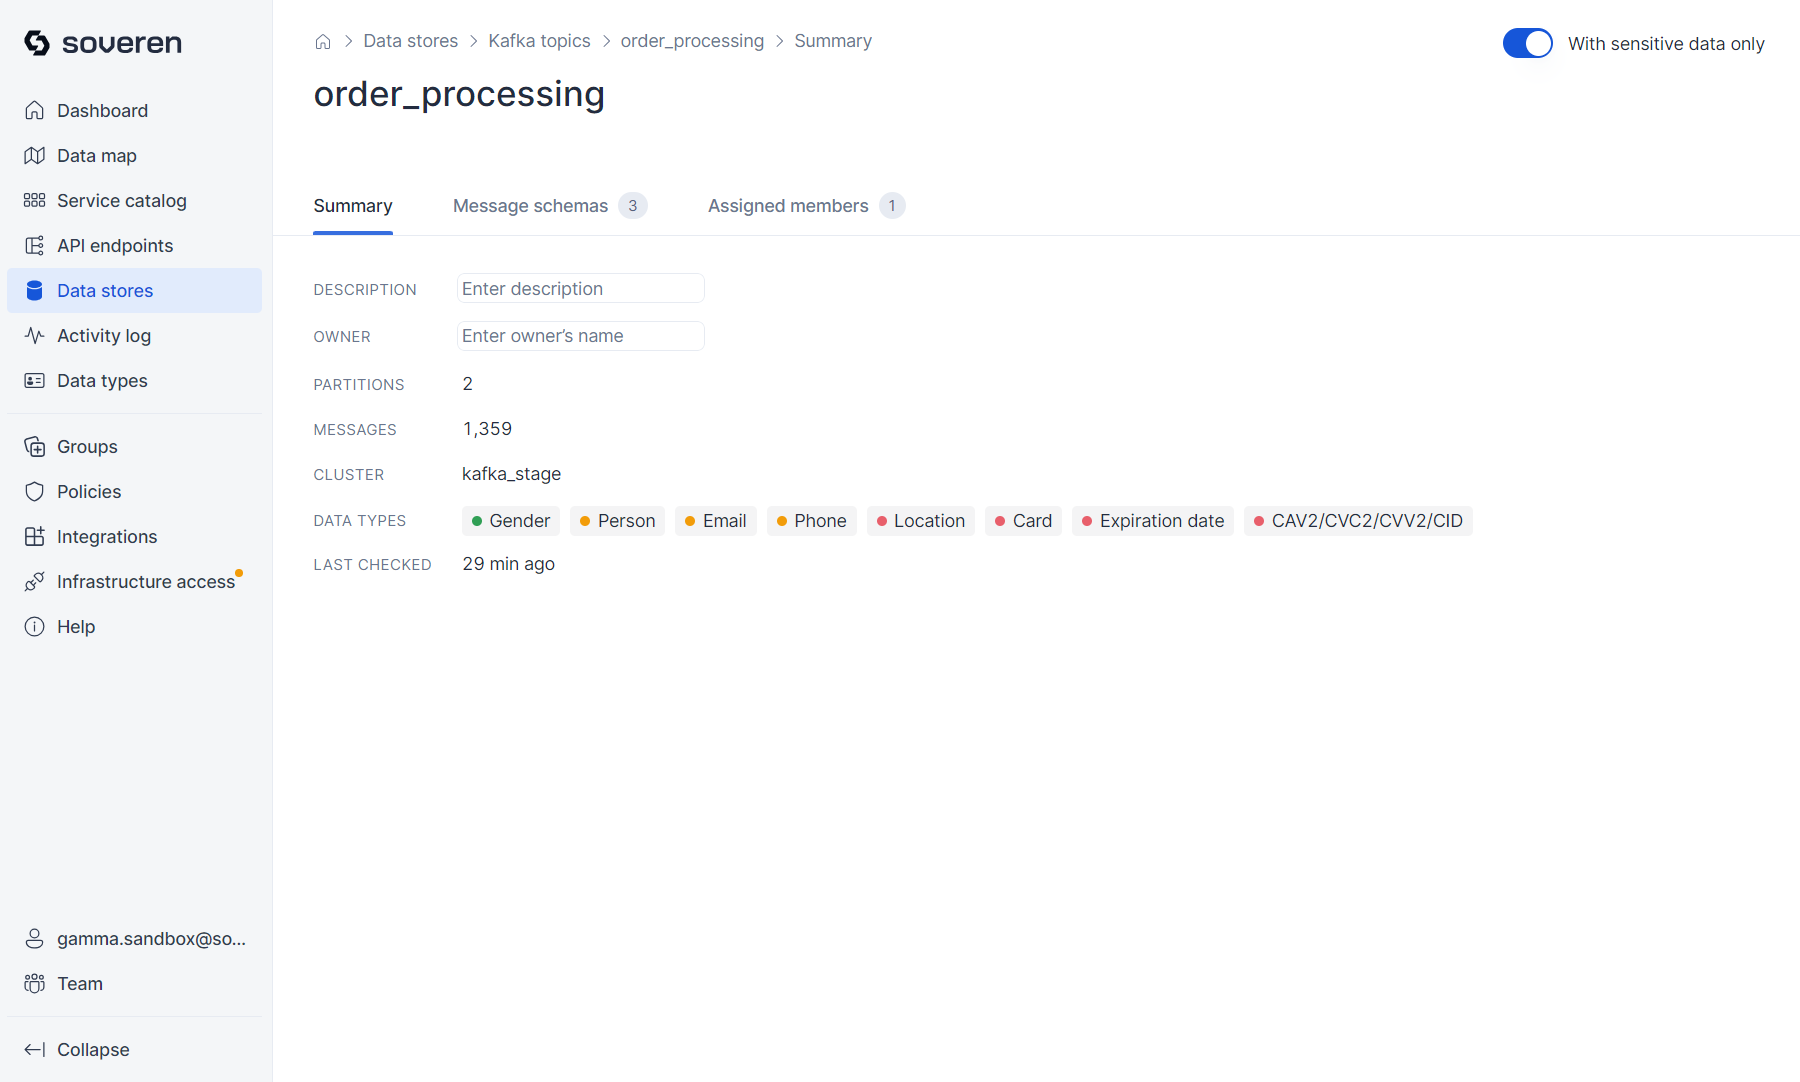 soveren
Dashboard
Data map
Service catalog
API endpoints
Data stores
Activity log
Data types
Groups
Policies
Integrations
Infrastructure access
Help
gamma.sandbox@so...
Team
Collapse
Data stores > Kafka topics > order_processing > Summary
With sensitive data only
order_processing
Summary Message schemas 3 Assigned members 1
DESCRIPTION Enter description
OWNER Enter owner's name
PARTITIONS 2
MESSAGES 1,359
CLUSTER kafka_stage
DATA TYPES Gender Person Email Phone Location Card Expiration date CAV2/CVC2/CVV2/CID
LAST CHECKED 29 min ago